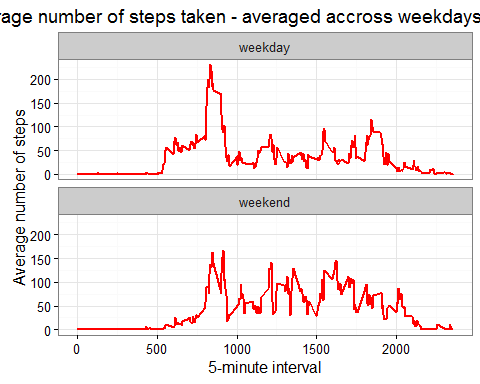 rage number of steps taken - averaged accross weekdays
weekday
200
150
100
50
0
weekend
200
150
100
50
0
Average number of steps
0 500 1000 1500 2000
5-minute interval